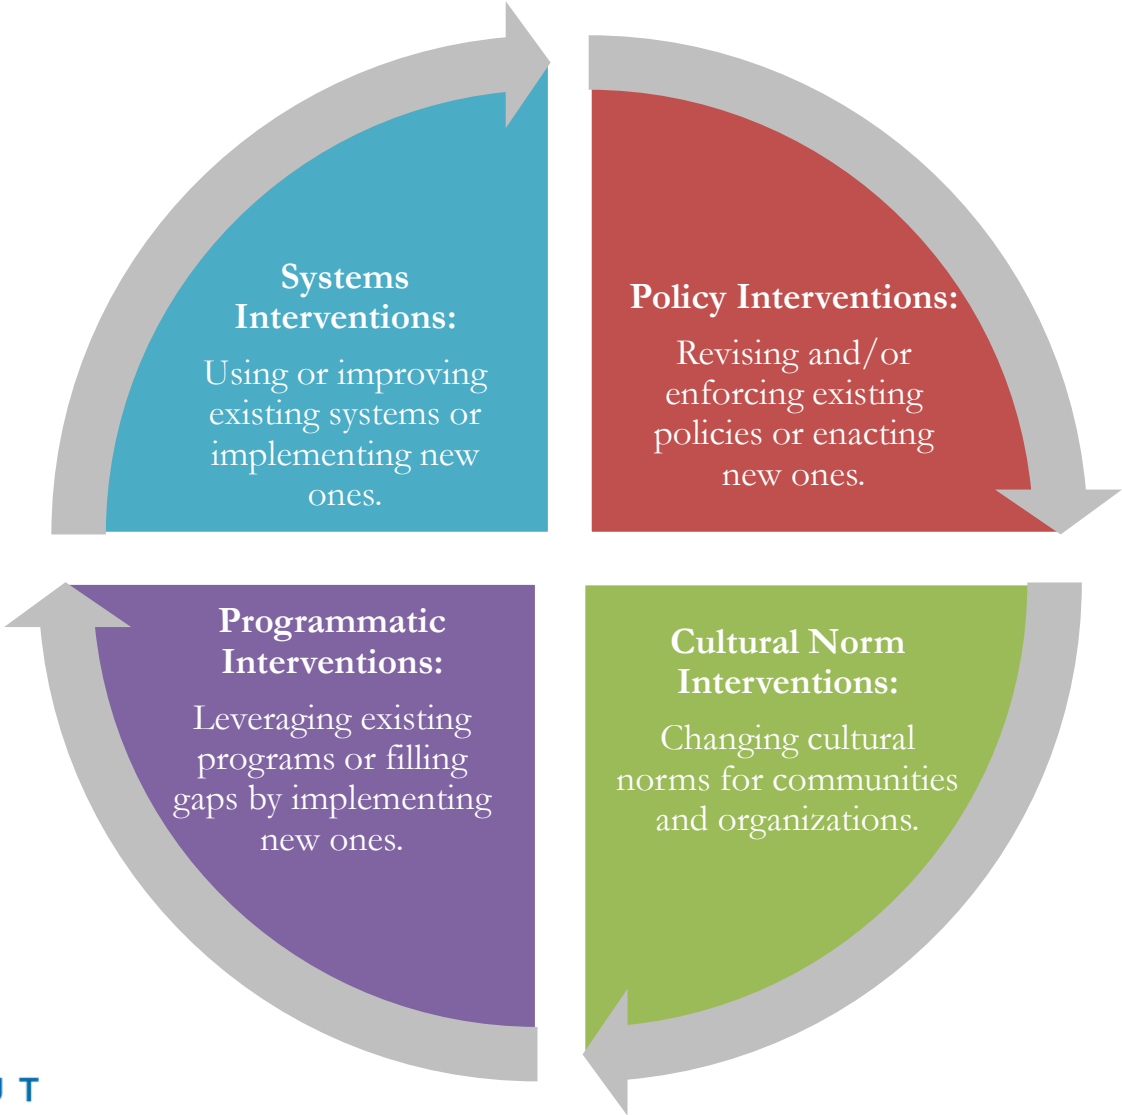 Systems
Interventions:
Using or improving
existing systems or
implementing new
ones.
Policy Interventions:
Revising and/or
enforcing existing
policies or enacting
new ones.
Programmatic
Interventions:
Leveraging existing
programs or filling
gaps by implementing
new ones.
Cultural Norm
Interventions:
Changing cultural
norms for communities
and organizations.